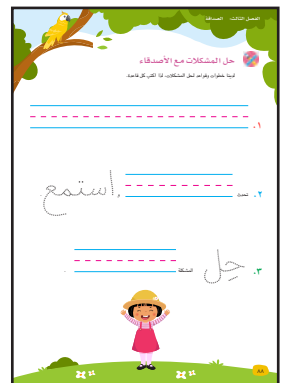 الفصل الثالث: الصداقة
حل المشكلات مع الأصدقاء
لدينا خطوات وقواعد لحل المشكلات، لذا اكتب كل قاعدة.
١.
٢. تحدث و استمع.
٣. حل المشكلة .
٨٨